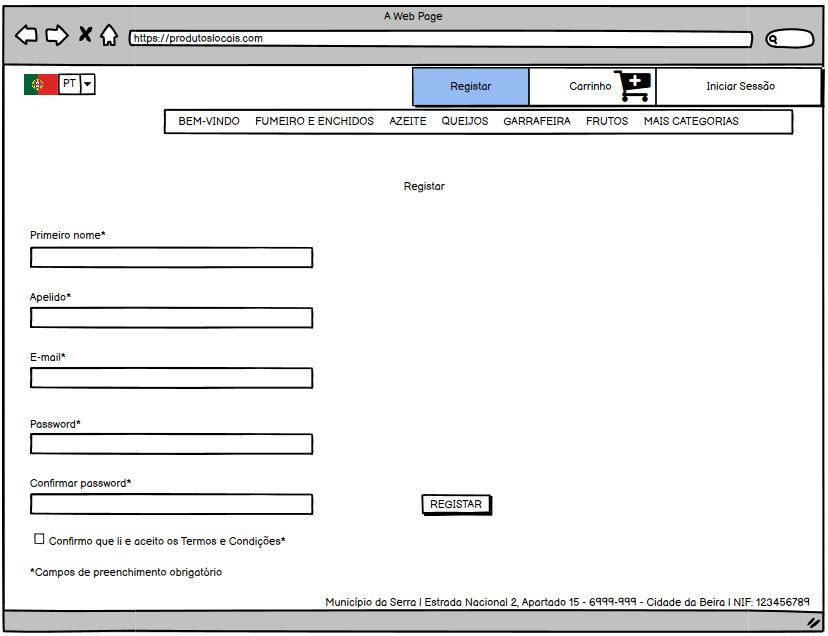 A Web Page
https://produtoslocais.com
PT
Registar
Carrinho
Iniciar Sessão
BEM-VINDO FUMEIRO E ENCHIDOS AZEITE QUEIJOS GARRAFEIRA FRUTOS MAIS CATEGORIAS
Registar
Primeiro nome*
Apelido*
E-mail*
Password*
Confirmar password*
REGISTAR
Confirmo que li e aceito os Termos e Condições*
*Campos de preenchimento obrigatório
Município da Serra | Estrada Nacional 2, Apartado 15 - 6999-999 - Cidade da Beira | NIF: 123456789